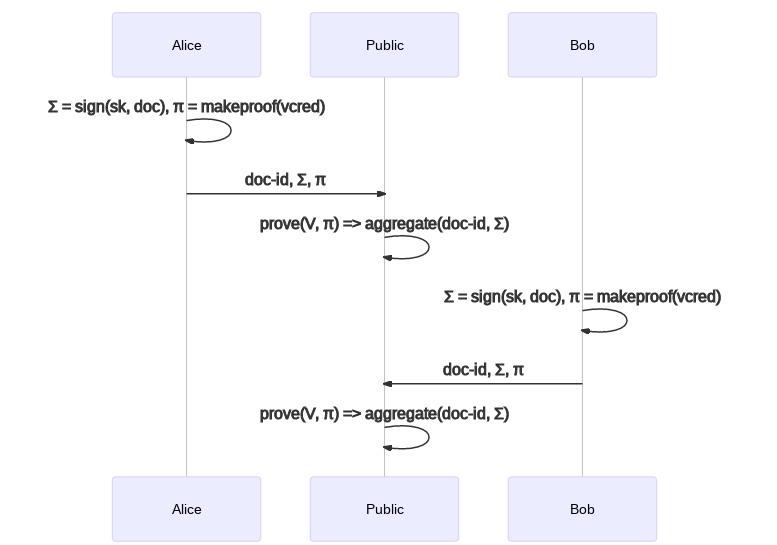 Alice Public Bob
Σ = sign(sk, doc), π = makeproof(vcred)
doc-id, Σ, π
prove(V, π) => aggregate(doc-id, Σ)
Σ = sign(sk, doc), π = makeproof(vcred)
doc-id, Σ, π
prove(V, π) => aggregate(doc-id, Σ)
Alice Public Bob